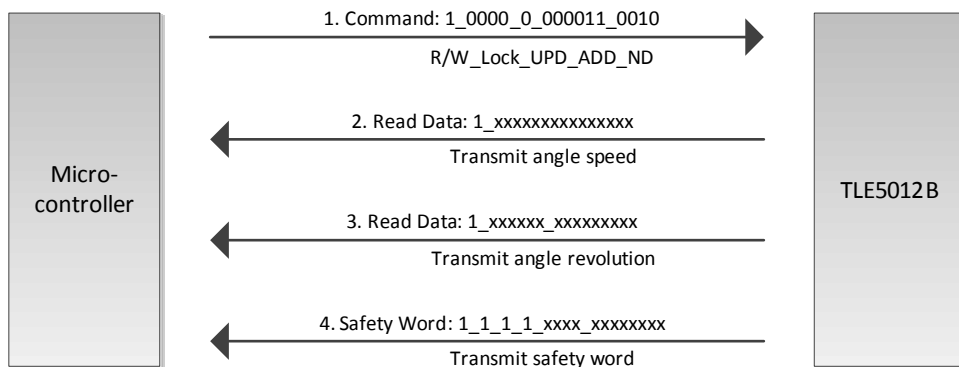 1. Command: 1_0000_0_000011_0010
R/W_Lock_UPD_ADD_ND
2. Read Data: 1_xxxxxxxxxxxxxxx
Transmit angle speed
Micro-
controller
TLE5012B
3. Read Data: 1_xxxxxx_xxxxxxxxx
Transmit angle revolution
4. Safety Word: 1_1_1_1_xxxx_xxxxxxxx
Transmit safety word